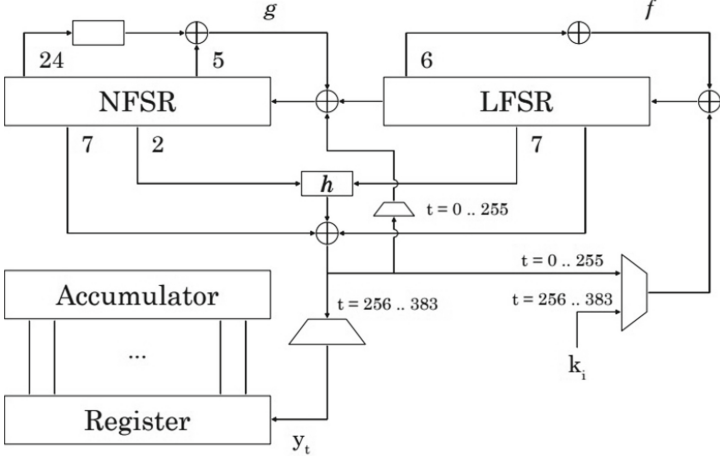 g
f
24
5
6
NFSR
LFSR
7
2
7
h
t = 0 .. 255
t = 0 .. 255
Accumulator
t = 256 .. 383
t = 256 .. 383
...
k_i
Register
y_t